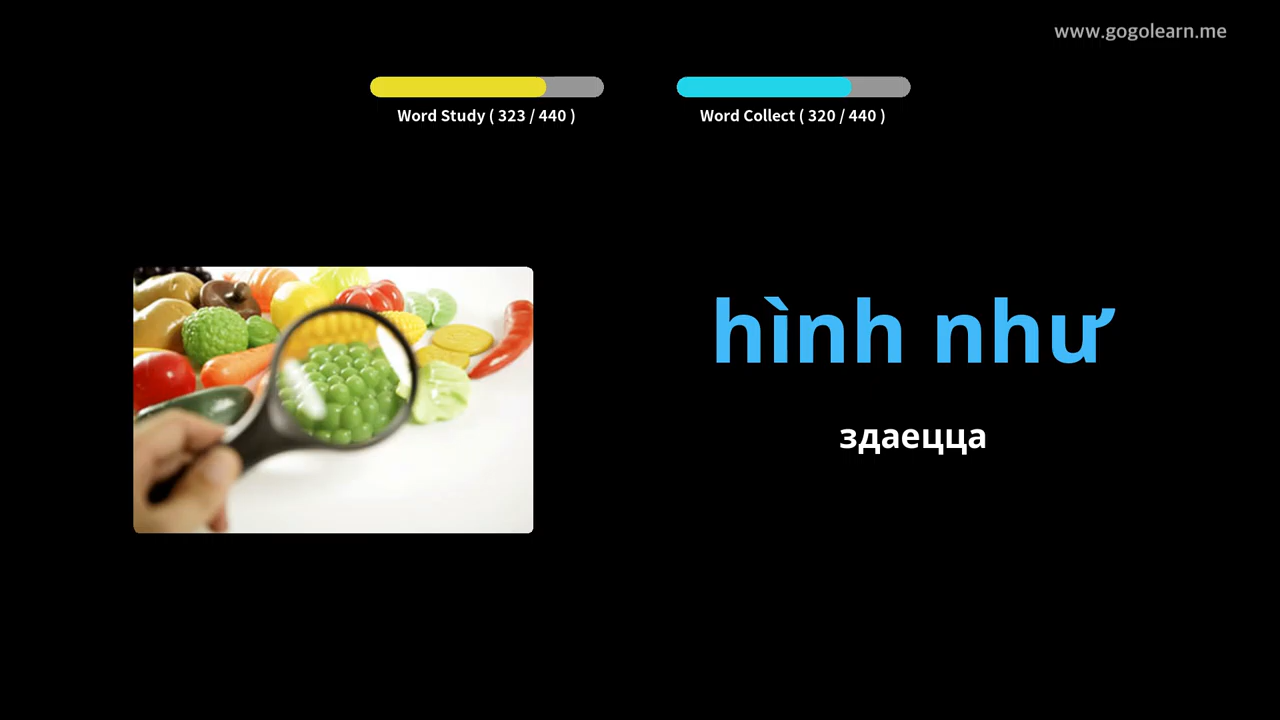 www.gogolearn.me
Word Study ( 323 / 440 )
Word Collect ( 320 / 440 )
hình như
здаецца